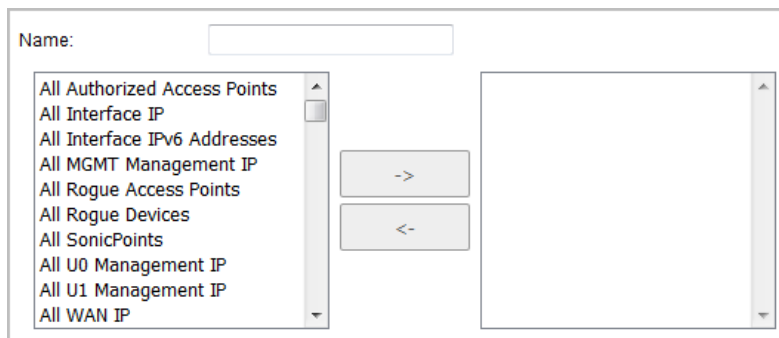 Name:
All Authorized Access Points
All Interface IP
All Interface IPv6 Addresses
All MGMT Management IP
All Rogue Access Points
All Rogue Devices
All SonicPoints
All U0 Management IP
All U1 Management IP
All WAN IP
->
<-